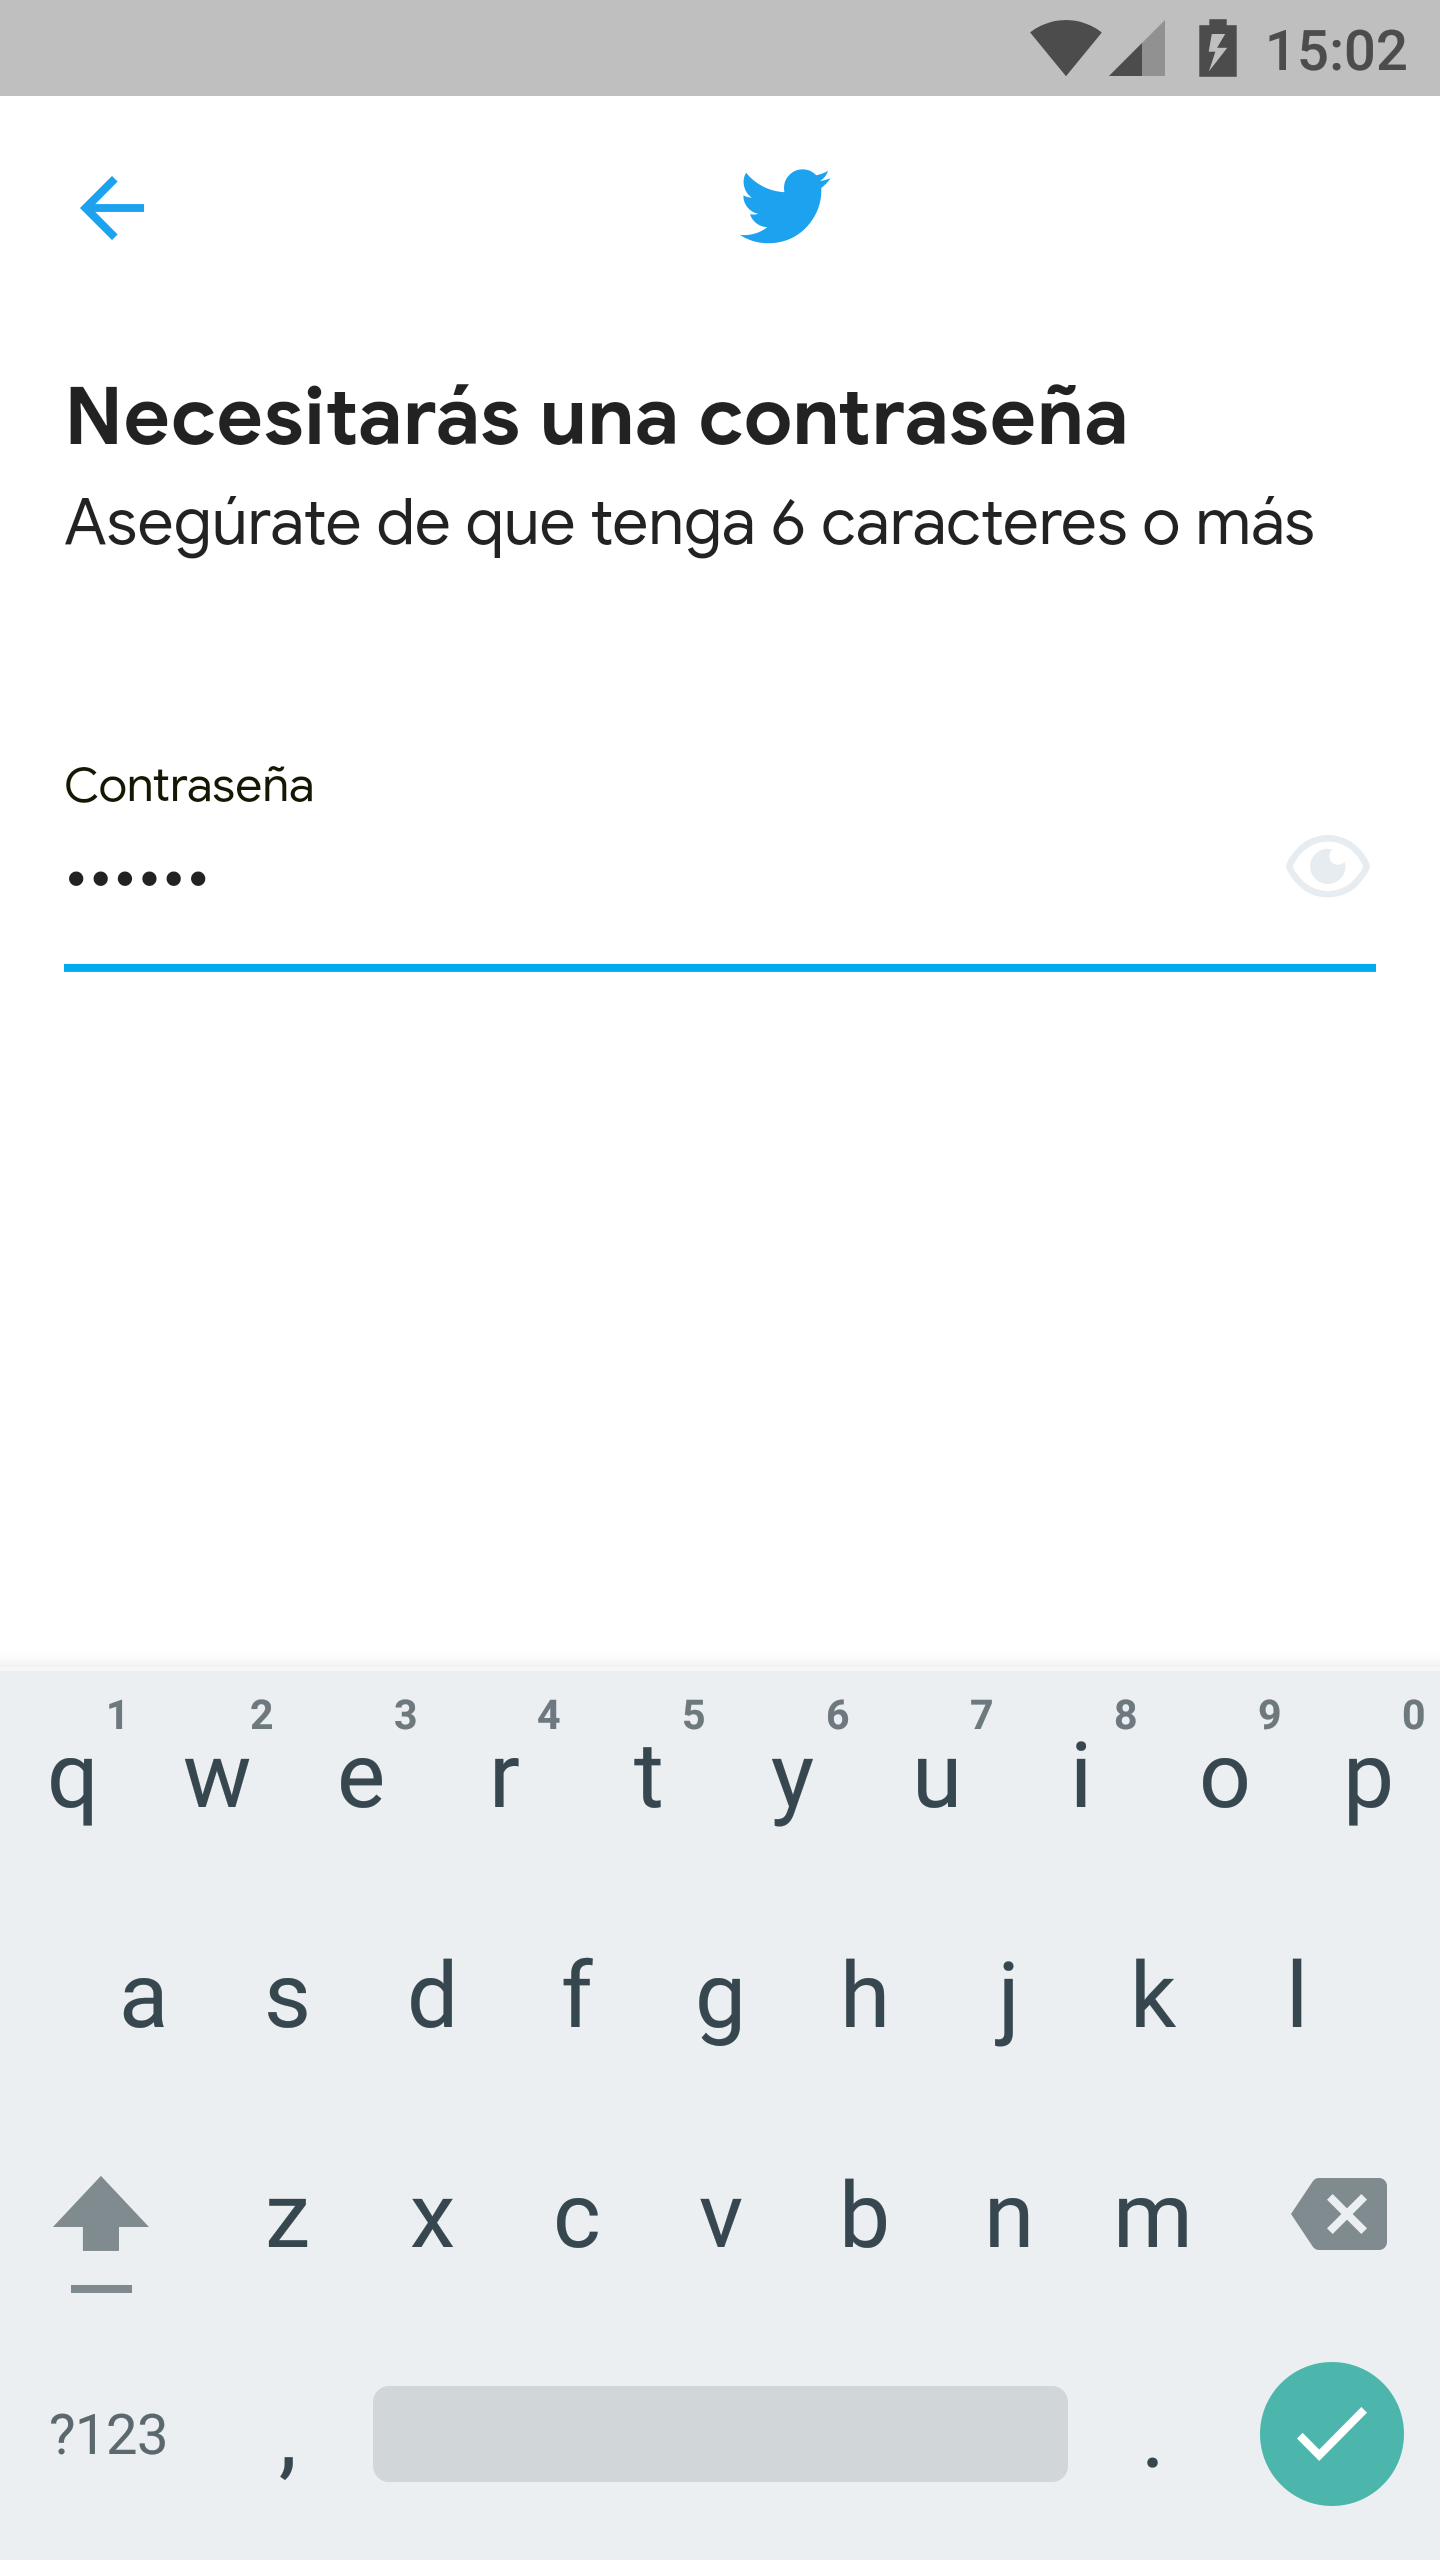 15:02
Necesitarás una contraseña
Asegúrate de que tenga 6 caracteres o más
Contraseña
••••••
1 2 3 4 5 6 7 8 9 0
q w e r t y u i o p
a s d f g h j k l
z x c v b n m
?123 , .